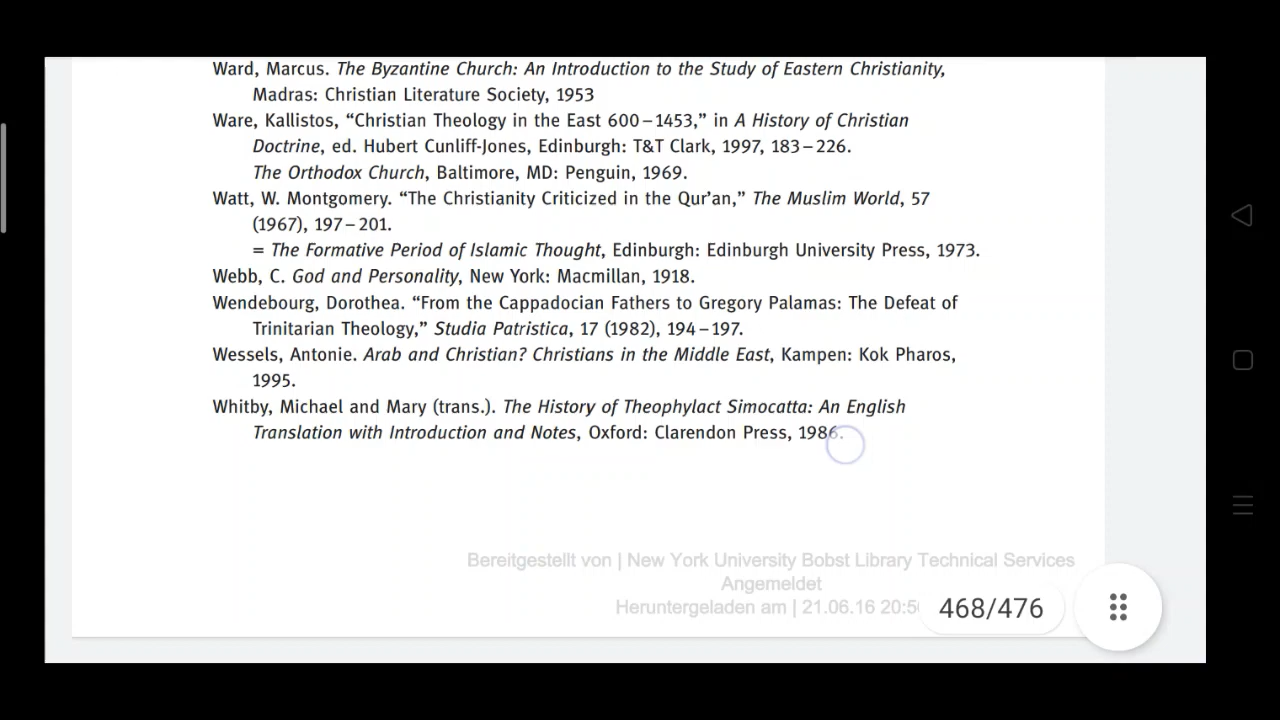 Ward, Marcus. The Byzantine Church: An Introduction to the Study of Eastern Christianity,
Madras: Christian Literature Society, 1953
Ware, Kallistos, “Christian Theology in the East 600–1453,” in A History of Christian
Doctrine, ed. Hubert Cunliff-Jones, Edinburgh: T&T Clark, 1997, 183–226.
The Orthodox Church, Baltimore, MD: Penguin, 1969.
Watt, W. Montgomery. “The Christianity Criticized in the Qur’an,” The Muslim World, 57
(1967), 197–201.
= The Formative Period of Islamic Thought, Edinburgh: Edinburgh University Press, 1973.
Webb, C. God and Personality, New York: Macmillan, 1918.
Wendebourg, Dorothea. “From the Cappadocian Fathers to Gregory Palamas: The Defeat of
Trinitarian Theology,” Studia Patristica, 17 (1982), 194–197.
Wessels, Antonie. Arab and Christian? Christians in the Middle East, Kampen: Kok Pharos,
1995.
Whitby, Michael and Mary (trans.). The History of Theophylact Simocatta: An English
Translation with Introduction and Notes, Oxford: Clarendon Press, 1986.
Bereitgestellt von | New York University Bobst Library Technical Services
Angemeldet
Heruntergeladen am | 21.06.16
468/476